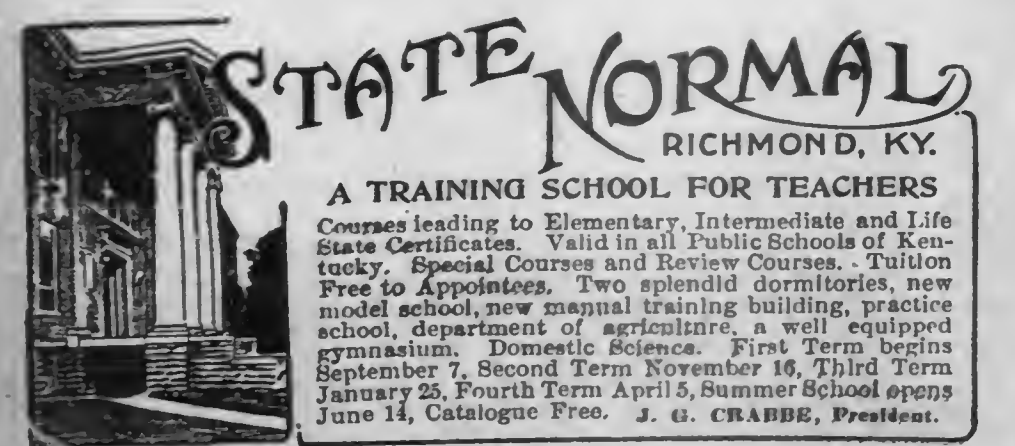 STATE NORMAL
RICHMOND, KY.
A TRAINING SCHOOL FOR TEACHERS
Courses leading to Elementary, Intermediate and Life
State Certificates. Valid in all Public Schools of Ken-
tucky. Special Courses and Review Courses. Tuition
Free to Appointees. Two splendid dormitories, new
model school, new manual training building, practice
school, department of agriculture, a well equipped
gymnasium. Domestic Science. First Term begins
September 7, Second Term November 16, Third Term
January 25, Fourth Term April 5, Summer School opens
June 14, Catalogue Free. J. G. CRABBE, President.